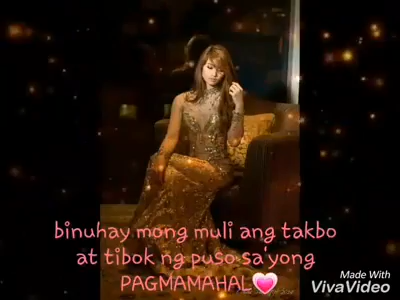 binuhay mong muli ang takbo
at tibok ng puso sa'yong
PAGMAMAHAL💗
Made With
VivaVideo